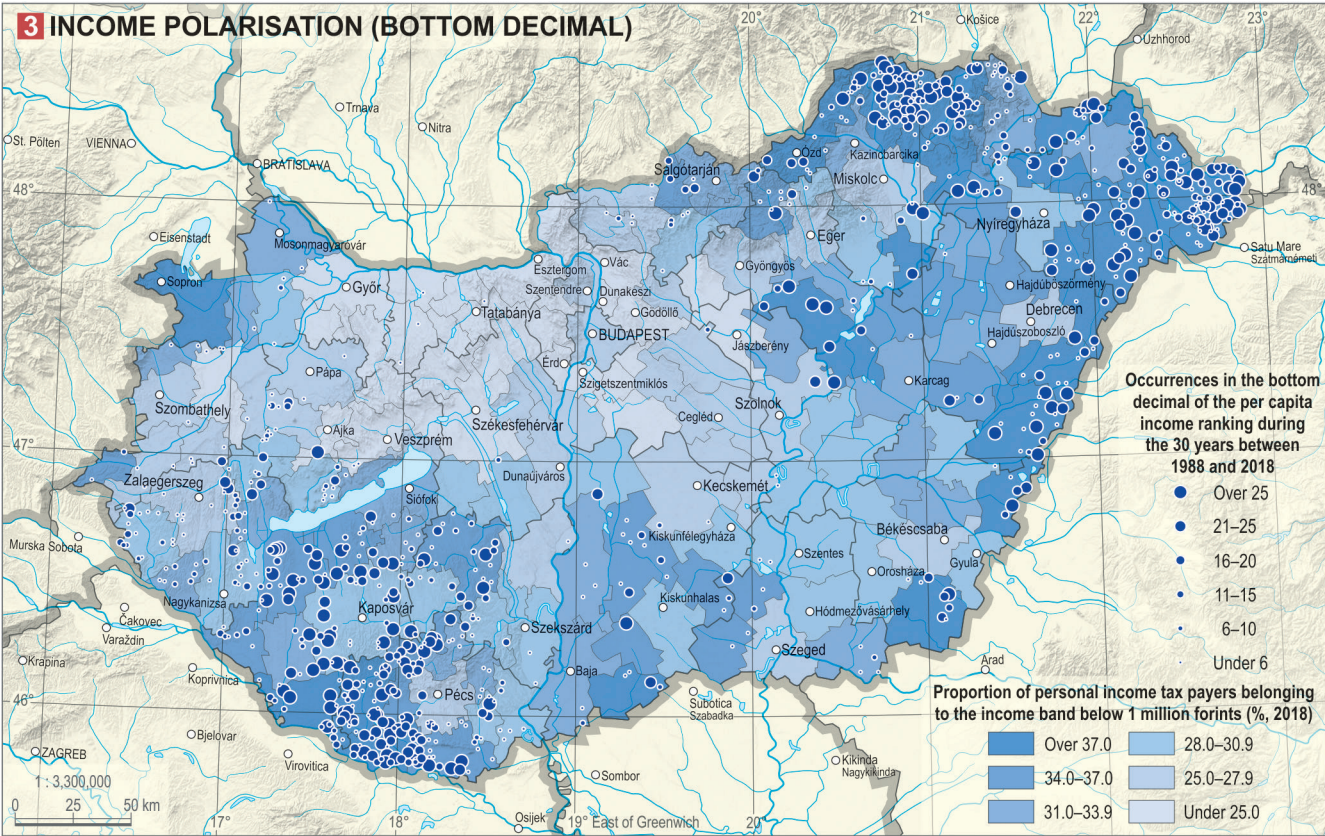 3 INCOME POLARISATION (BOTTOM DECIMAL)
20°
21°
22°
23°
Košice
Uzhhorod
Trnava
Nitra
St. Pölten
VIENNA
BRATISLAVA
48°
48°
Ózd
Kazincbarcika
Salgótarján
Miskolc
Nyíregyháza
Eisenstadt
Mosonmagyaróvár
Eger
Satu Mare
Szatmárnémeti
Sopron
Győr
Esztergom
Vác
Gyöngyös
Szentendre
Dunakeszi
Hajdúböszörmény
Tatabánya
Gödöllő
Debrecen
BUDAPEST
Hajdúszoboszló
Jászberény
Érd
Pápa
Szigetszentmiklós
Karcag
Szombathely
Székesfehérvár
Cegléd
Szolnok
Ajka
Veszprém
47°
Dunaújváros
Zalaegerszeg
Siófok
Kecskemét
Békéscsaba
Kiskunfélegyháza
Murska Sobota
Szentes
Gyula
Orosháza
Nagykanizsa
Kaposvár
Kiskunhalas
Hódmezővásárhely
Čakovec
Varaždin
Szekszárd
Szeged
Krapina
Koprivnica
Baja
Arad
Pécs
46°
Subotica
Szabadka
Bjelovar
ZAGREB
Virovitica
Sombor
Kikinda
Nagykikinda
Osijek
17°
18°
19° East of Greenwich
20°
1 : 3,300,000
0 25 50 km
Occurrences in the bottom
decimal of the per capita
income ranking during
the 30 years between
1988 and 2018
Over 25
21–25
16–20
11–15
6–10
Under 6
Proportion of personal income tax payers belonging
to the income band below 1 million forints (%, 2018)
Over 37.0
34.0–37.0
31.0–33.9
28.0–30.9
25.0–27.9
Under 25.0